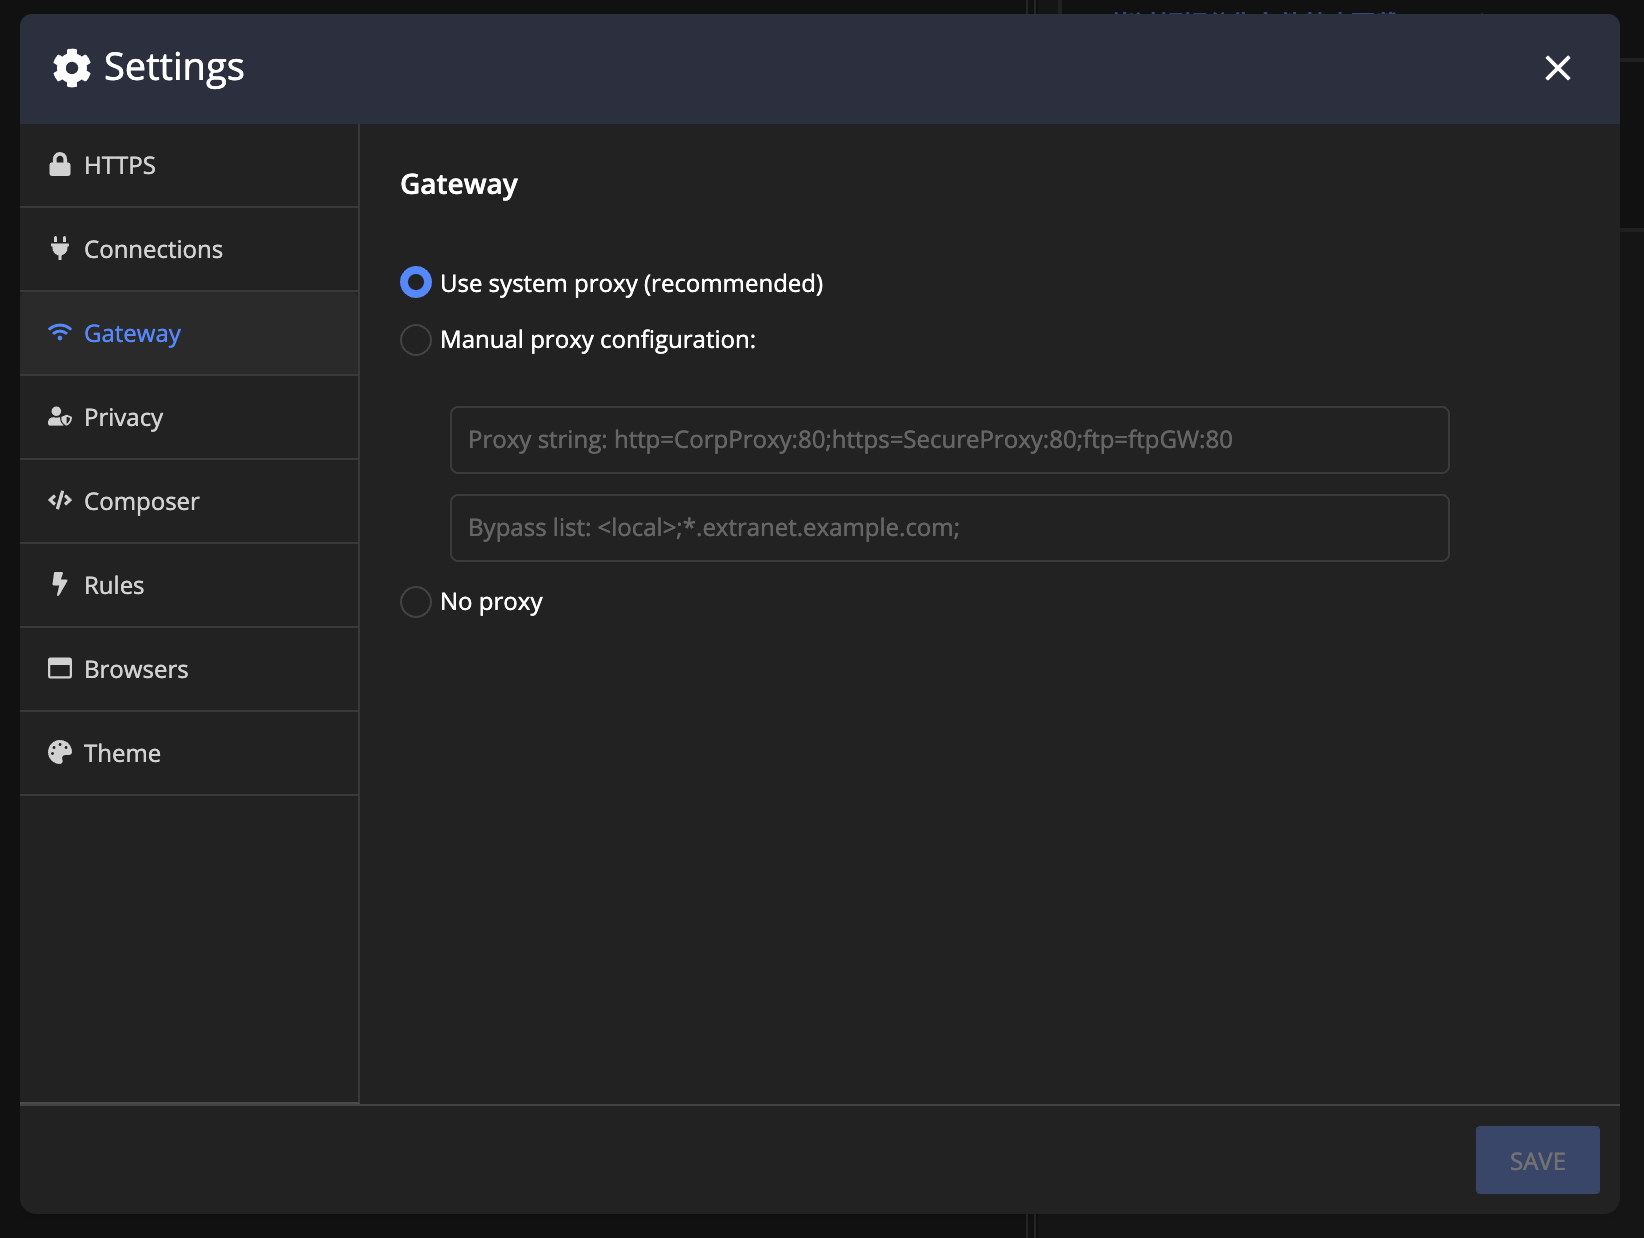 Settings
HTTPS
Connections
Gateway
Privacy
Composer
Rules
Browsers
Theme
Gateway
Use system proxy (recommended)
Manual proxy configuration:
Proxy string: http=CorpProxy:80;https=SecureProxy:80;ftp=ftpGW:80
Bypass list: <local>;*.extranet.example.com;
No proxy
SAVE